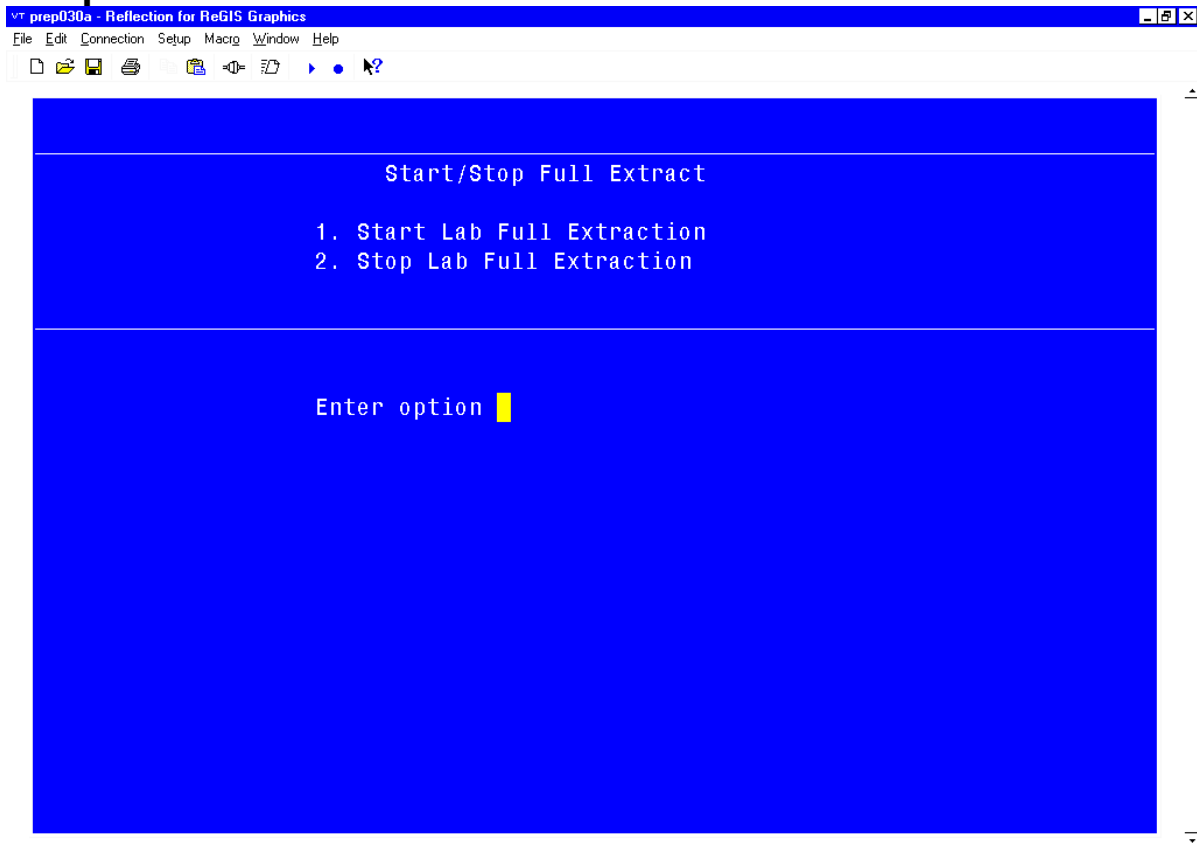 VT prep030a - Reflection for ReGIS Graphics
File Edit Connection Setup Macro Window Help
Start/Stop Full Extract
1. Start Lab Full Extraction
2. Stop Lab Full Extraction
Enter option